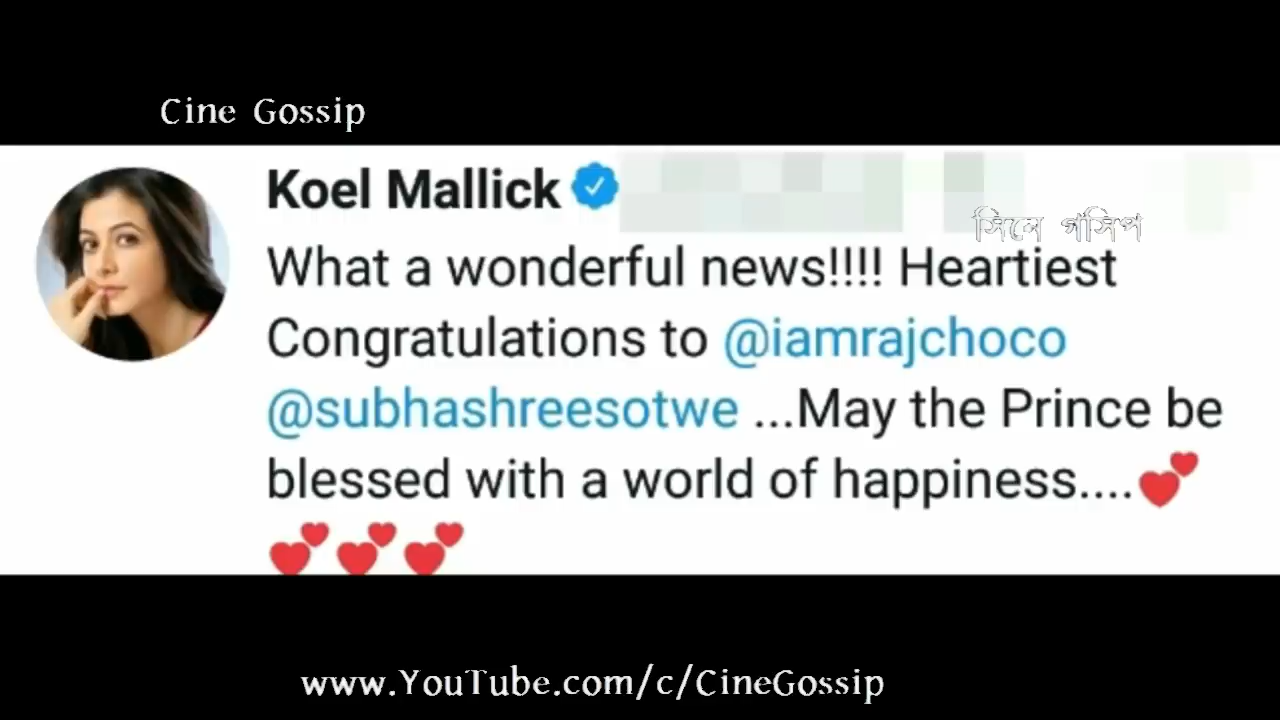 Cine Gossip
Koel Mallick
সিনে গসিপ
What a wonderful news!!!! Heartiest
Congratulations to @iamrajchoco
@subhashreesotwe ...May the Prince be
blessed with a world of happiness....💕
💕💕💕
www.YouTube.com/c/CineGossip